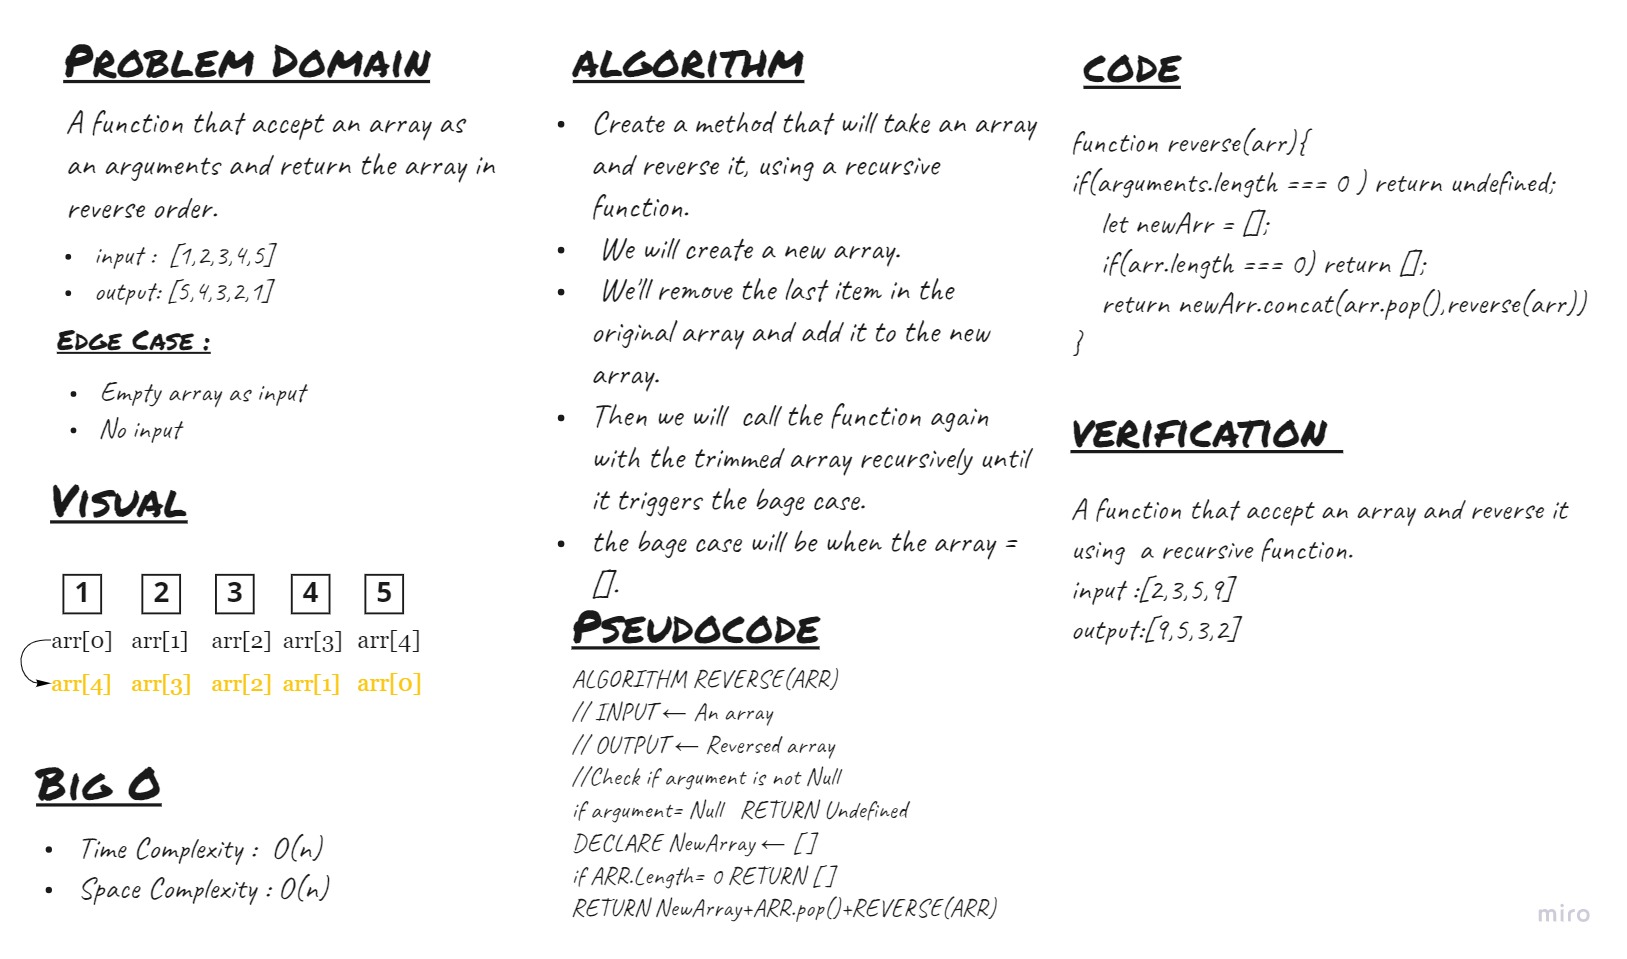 PROBLEM DOMAIN
A function that accept an array as
an arguments and return the array in
reverse order.
• input : [1,2,3,4,5]
• output: [5,4,3,2,1]
EDGE CASE :
• Empty array as input
• No input
VISUAL
1 2 3 4 5
arr[0] arr[1] arr[2] arr[3] arr[4]
arr[4] arr[3] arr[2] arr[1] arr[0]
BIG O
• Time Complexity : O(n)
• Space Complexity : O(n)
ALGORITHM
• Create a method that will take an array
and reverse it, using a recursive
function.
• We will create a new array.
• We'll remove the last item in the
original array and add it to the new
array.
• Then we will call the function again
with the trimmed array recursively until
it triggers the bage case.
• the bage case will be when the array =
[].
PSEUDOCODE
ALGORITHM REVERSE(ARR)
// INPUT ← An array
// OUTPUT ← Reversed array
//Check if argument is not Null
if argument= Null RETURN Undefined
DECLARE NewArray ← []
if ARR.Length= 0 RETURN []
RETURN NewArray+ARR.pop()+REVERSE(ARR)
CODE
function reverse(arr){
if(arguments.length === 0 ) return undefined;
let newArr = [];
if(arr.length === 0) return [];
return newArr.concat(arr.pop(),reverse(arr))
}
VERIFICATION
A function that accept an array and reverse it
using a recursive function.
input :[2,3,5,9]
output:[9,5,3,2]
miro